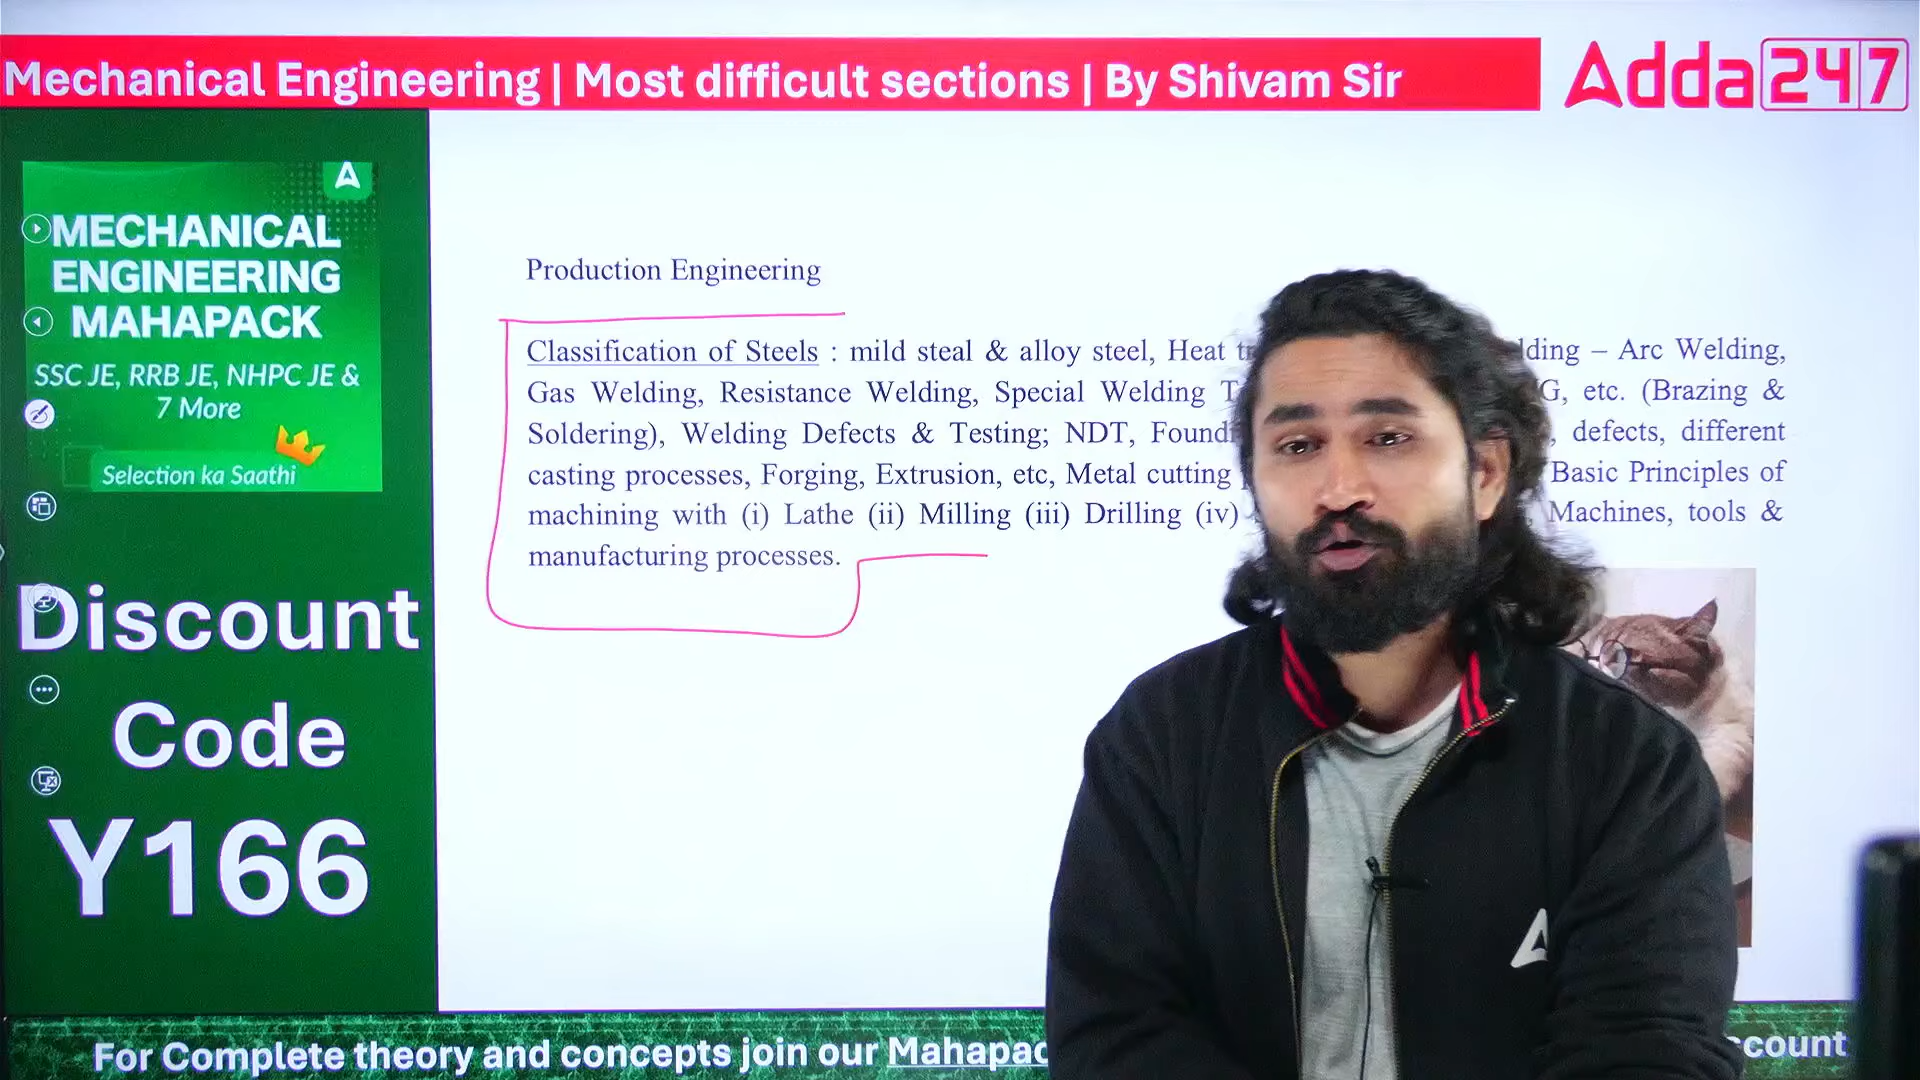 Mechanical Engineering | Most difficult sections | By Shivam Sir
Adda247
MECHANICAL
ENGINEERING
MAHAPACK
SSC JE, RRB JE, NHPC JE &
7 More
Selection ka Saathi
Discount
Code
Y166
Production Engineering
Classification of Steels : mild steal & alloy steel, Heat – Arc Welding,
Gas Welding, Resistance Welding, Special Welding etc. (Brazing &
Soldering), Welding Defects & Testing; NDT, defects, different
casting processes, Forging, Extrusion, etc, Metal cutting Basic Principles of
machining with (i) Lathe (ii) Milling (iii) Drilling (iv) Machines, tools &
manufacturing processes.
For Complete theory and concepts join our